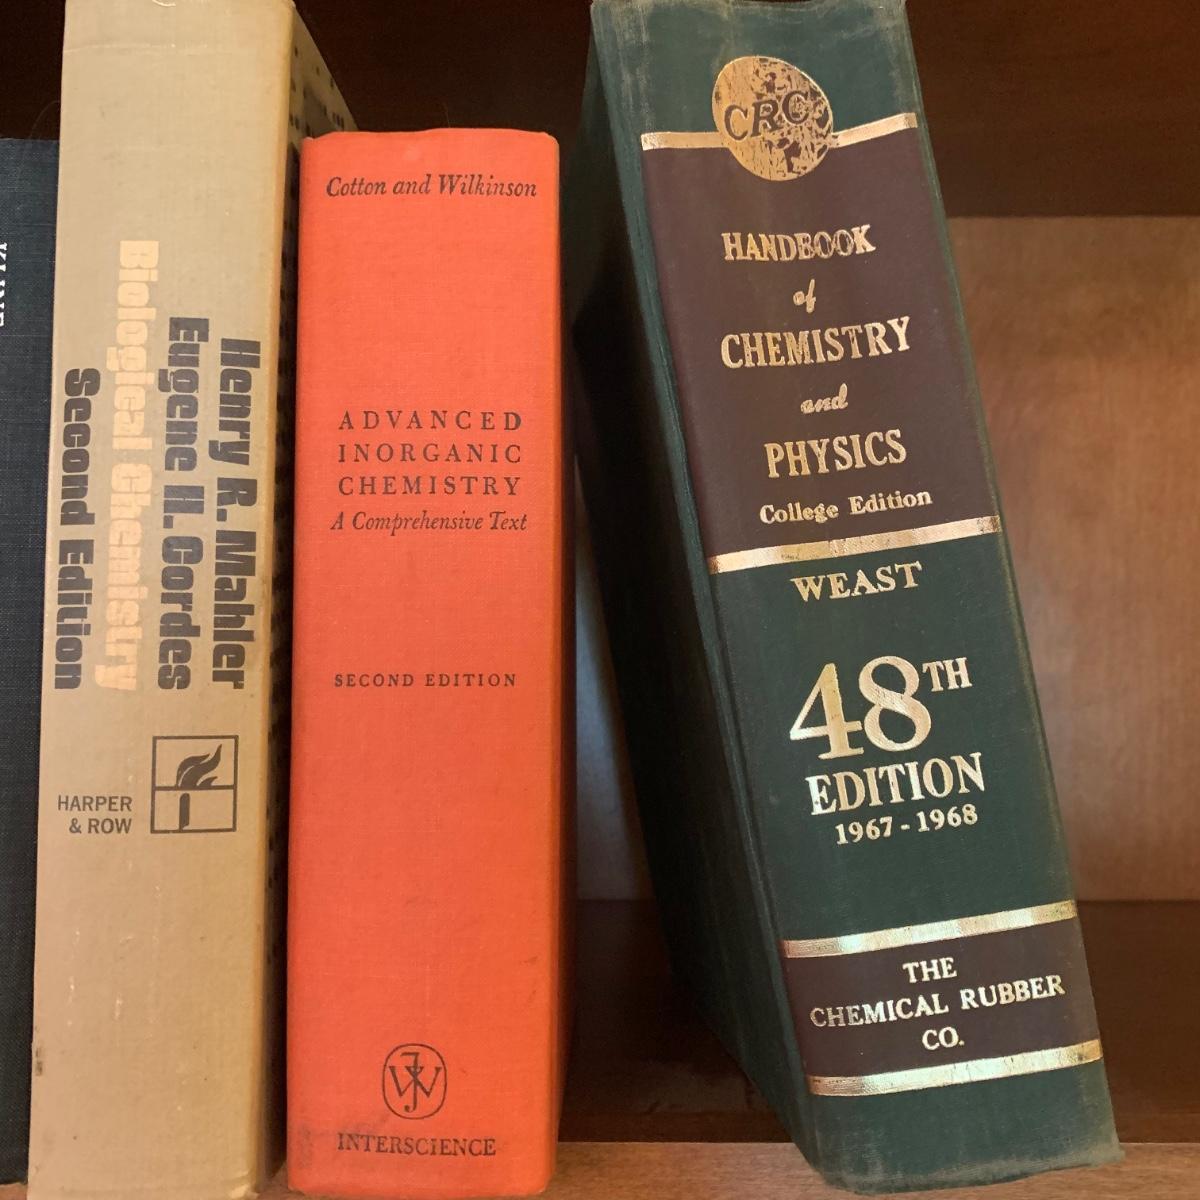 Henry R. Mahler
Eugene H. Cordes
Biological Chemistry
Second Edition
HARPER
& ROW
Cotton and Wilkinson
ADVANCED
INORGANIC
CHEMISTRY
A Comprehensive Text
SECOND EDITION
INTERSCIENCE
CRC
HANDBOOK
of
CHEMISTRY
and
PHYSICS
College Edition
WEAST
48TH
EDITION
1967-1968
THE
CHEMICAL RUBBER
CO.